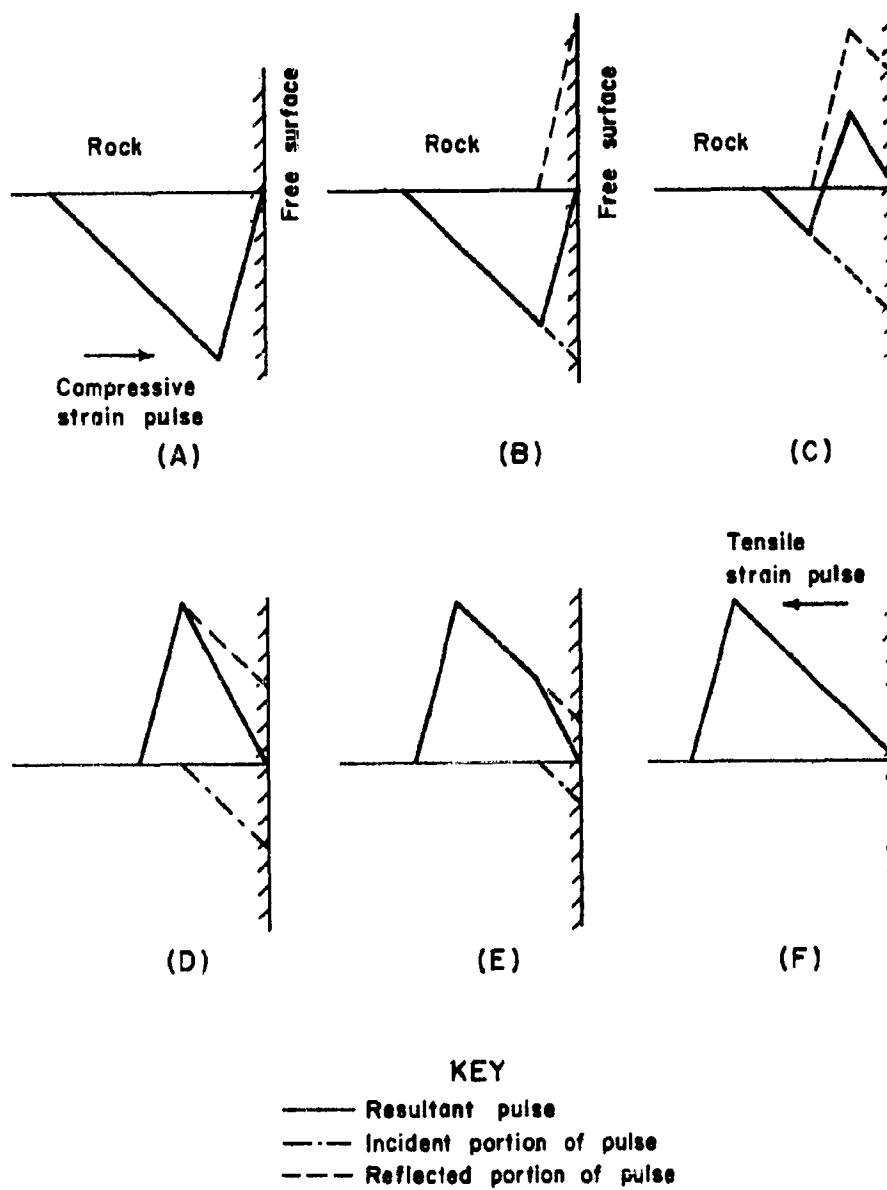 Rock
Free surface
Compressive
strain pulse
(A)
Rock
Free surface
(B)
Rock
(C)
(D)
(E)
Tensile
strain pulse
(F)
KEY
Resultant pulse
Incident portion of pulse
Reflected portion of pulse